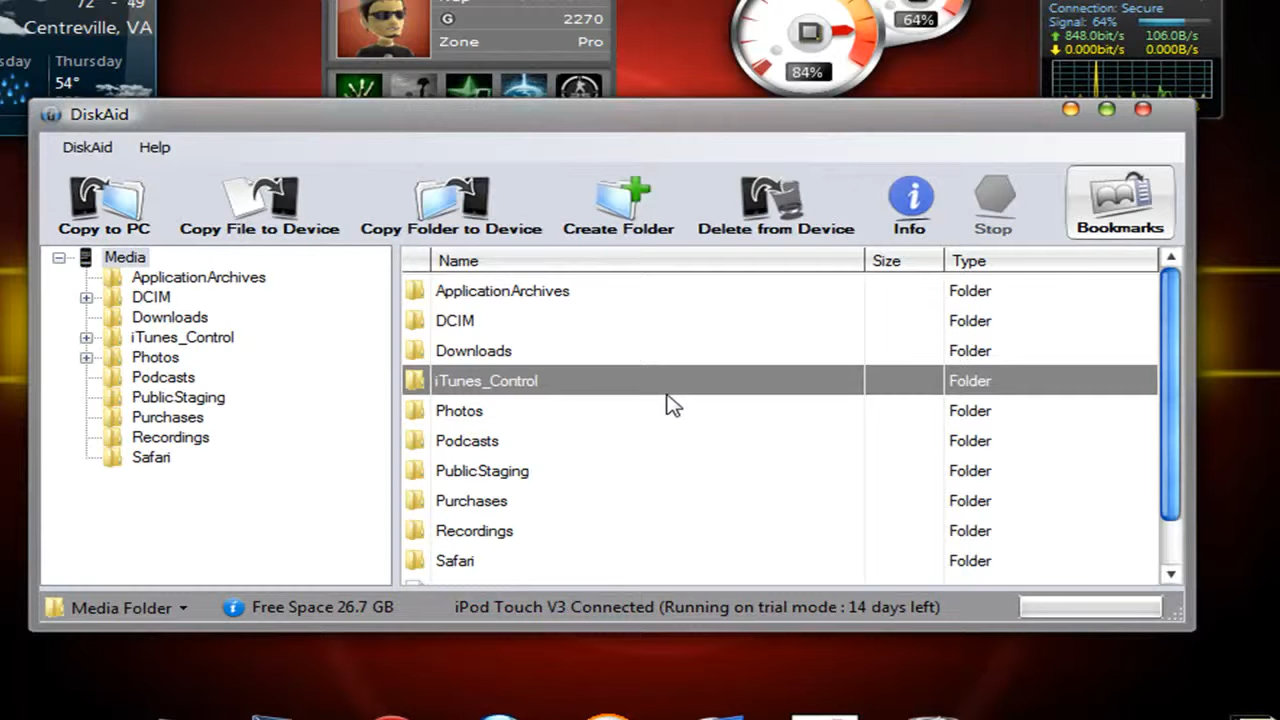 72° - 49°
Centreville, VA
sday Thursday
54°
G 2270
Zone Pro
84%
64%
Connection: Secure
Signal: 64%
848.0bit/s 106.0B/s
0.000bit/s 0.000B/s
DiskAid
DiskAid Help
Copy to PC Copy File to Device Copy Folder to Device Create Folder Delete from Device Info Stop Bookmarks
Media
ApplicationArchives
DCIM
Downloads
iTunes_Control
Photos
Podcasts
PublicStaging
Purchases
Recordings
Safari
Name Size Type
ApplicationArchives Folder
DCIM Folder
Downloads Folder
iTunes_Control Folder
Photos Folder
Podcasts Folder
PublicStaging Folder
Purchases Folder
Recordings Folder
Safari Folder
Media Folder Free Space 26.7 GB iPod Touch V3 Connected (Running on trial mode : 14 days left)